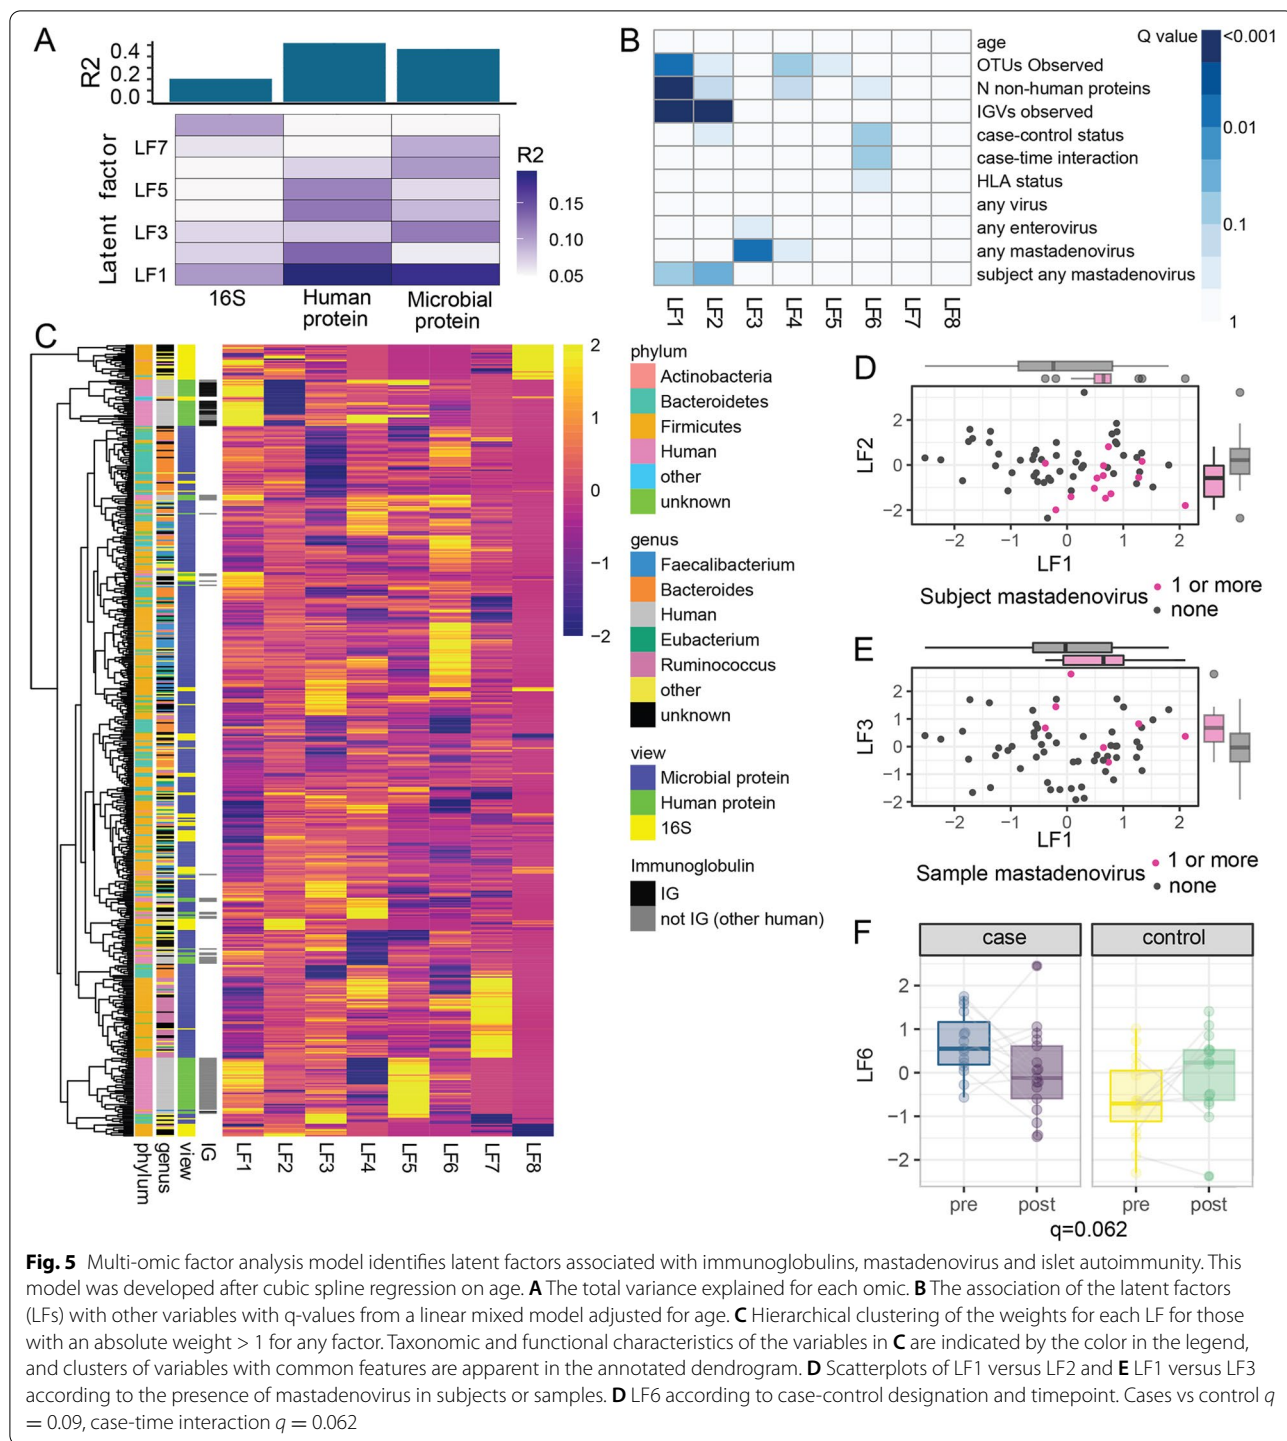 A
R2
0.4
0.2
0.0
Latent factor
LF7
LF5
LF3
LF1
16S
Human
protein
Microbial
protein
R2
0.15
0.10
0.05
B
age
OTUs Observed
N non-human proteins
IGVs observed
case-control status
case-time interaction
HLA status
any virus
any enterovirus
any mastadenovirus
subject any mastadenovirus
LF1 LF2 LF3 LF4 LF5 LF6 LF7 LF8
Q value
<0.001
0.01
0.1
1
C
phylum genus view IG LF1 LF2 LF3 LF4 LF5 LF6 LF7 LF8
2
1
0
−1
−2
phylum
Actinobacteria
Bacteroidetes
Firmicutes
Human
other
unknown
genus
Faecalibacterium
Bacteroides
Human
Eubacterium
Ruminococcus
other
unknown
view
Microbial protein
Human protein
16S
Immunoglobulin
IG
not IG (other human)
D
LF2
2
0
−2
−2 −1 0 1 2
LF1
Subject mastadenovirus
1 or more
none
E
LF3
2
1
0
−1
−2
−2 −1 0 1 2
LF1
Sample mastadenovirus
1 or more
none
F
case control
LF6
2
1
0
−1
−2
pre post pre post
q=0.062
Fig. 5 Multi-omic factor analysis model identifies latent factors associated with immunoglobulins, mastadenovirus and islet autoimmunity. This
model was developed after cubic spline regression on age. A The total variance explained for each omic. B The association of the latent factors
(LFs) with other variables with q-values from a linear mixed model adjusted for age. C Hierarchical clustering of the weights for each LF for those
with an absolute weight > 1 for any factor. Taxonomic and functional characteristics of the variables in C are indicated by the color in the legend,
and clusters of variables with common features are apparent in the annotated dendrogram. D Scatterplots of LF1 versus LF2 and E LF1 versus LF3
according to the presence of mastadenovirus in subjects or samples. D LF6 according to case-control designation and timepoint. Cases vs control q
= 0.09, case-time interaction q = 0.062